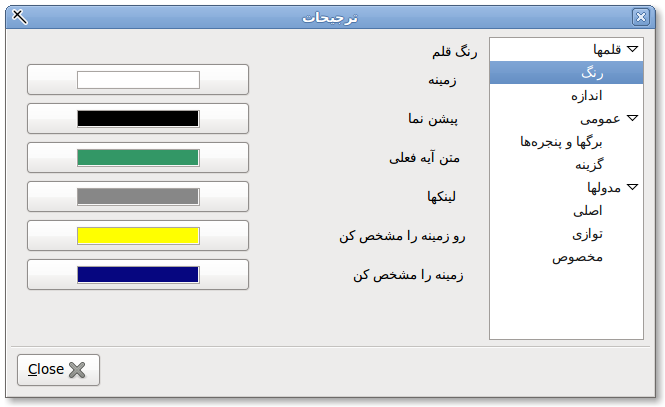 ترجیحات
قلمها
رنگ
اندازه
عمومی
برگها و پنجره‌ها
گزینه
مدولها
اصلی
توازی
مخصوص
رنگ قلم
زمینه
پیشن نما
متن آیه فعلی
لینکها
رو زمینه را مشخص کن
زمینه را مشخص کن
Close